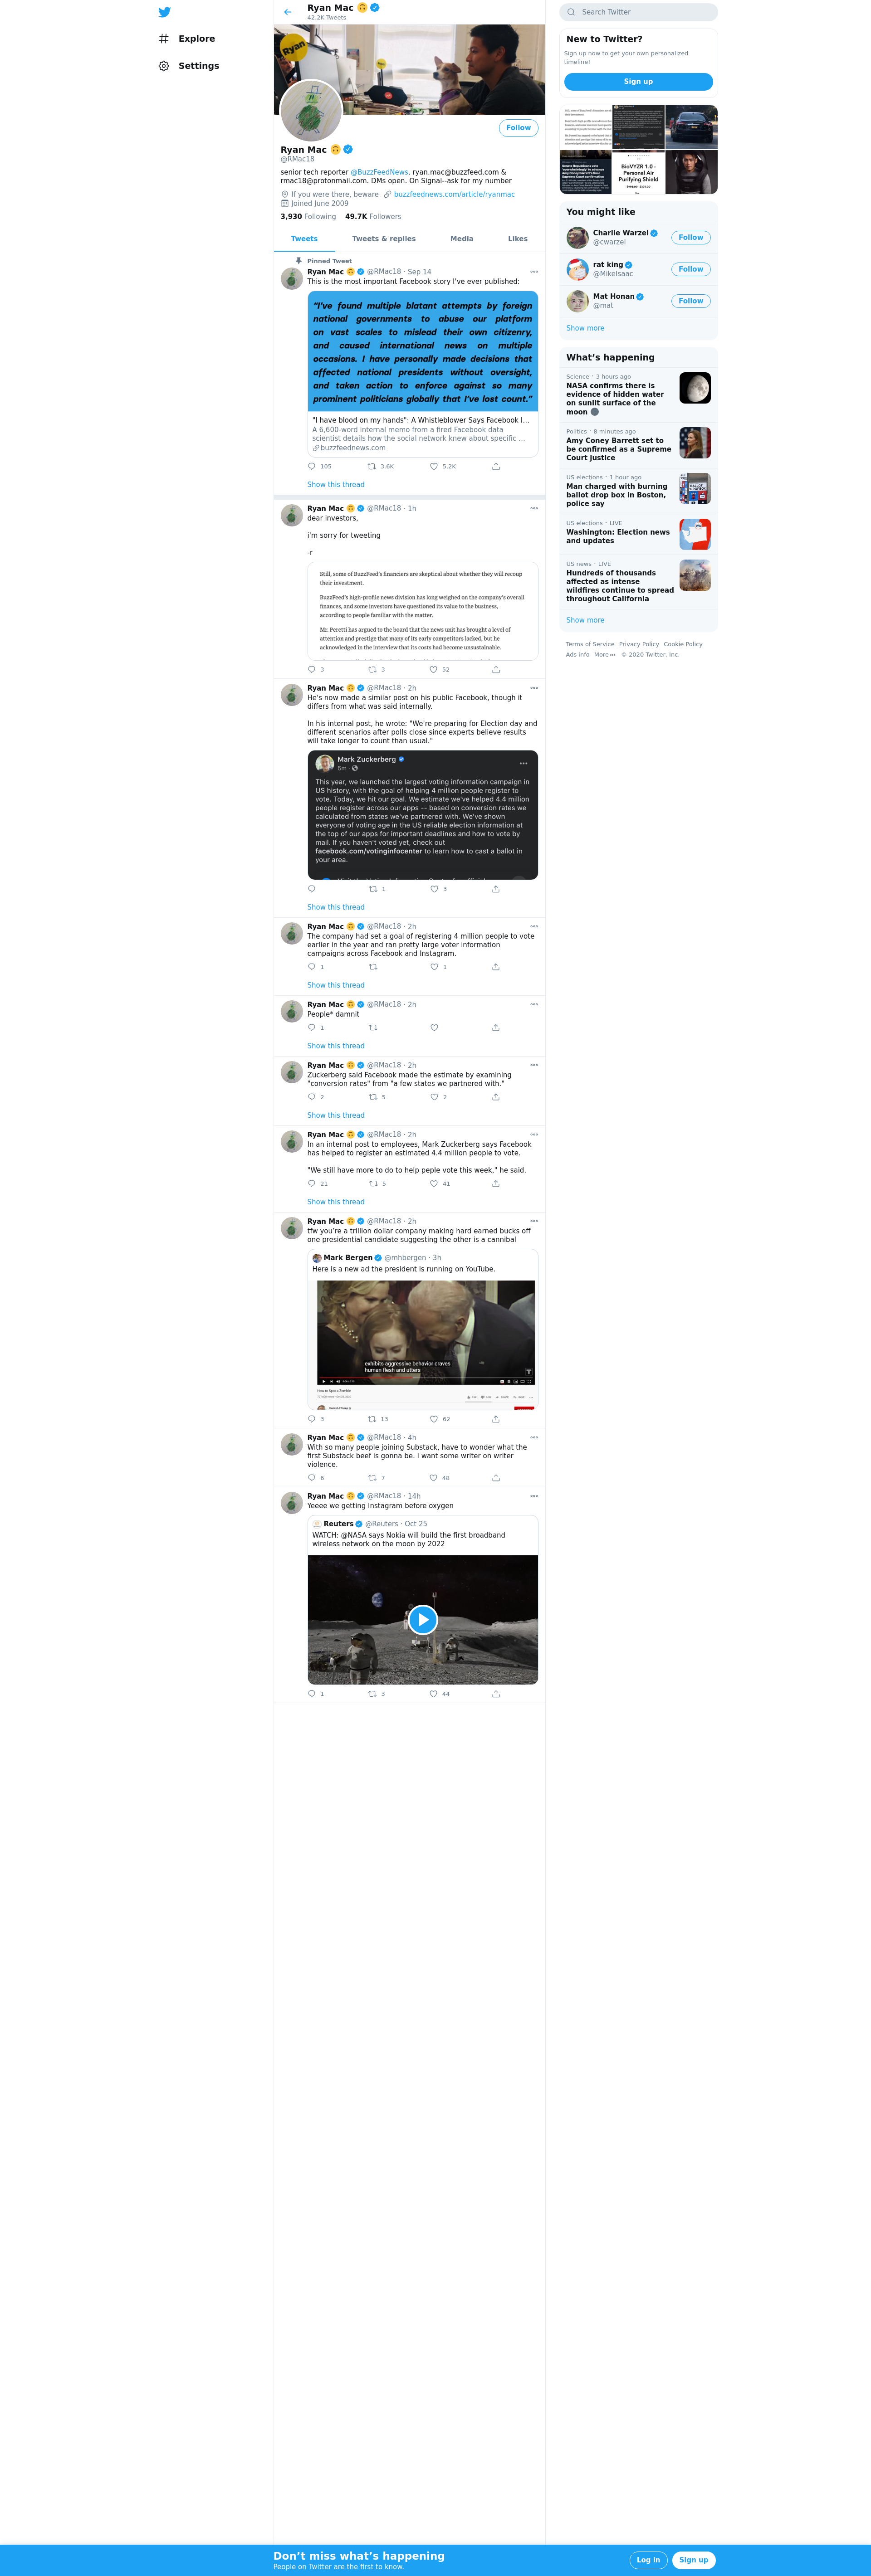 Explore
Settings
Ryan Mac 🙃
42.2K Tweets
Ryan
Follow
Ryan Mac 🙃
@RMac18
senior tech reporter @BuzzFeedNews. ryan.mac@buzzfeed.com &
rmac18@protonmail.com. DMs open. On Signal--ask for my number
If you were there, beware buzzfeednews.com/article/ryanmac
Joined June 2009
3,930 Following 49.7K Followers
Tweets Tweets & replies Media Likes
Pinned Tweet
Ryan Mac 🙃 @RMac18 · Sep 14
This is the most important Facebook story I've ever published:
“I’ve found multiple blatant attempts by foreign
national governments to abuse our platform
on vast scales to mislead their own citizenry,
and caused international news on multiple
occasions. I have personally made decisions that
affected national presidents without oversight,
and taken action to enforce against so many
prominent politicians globally that I’ve lost count.”
"I have blood on my hands": A Whistleblower Says Facebook I...
A 6,600-word internal memo from a fired Facebook data
scientist details how the social network knew about specific ...
buzzfeednews.com
105 3.6K 5.2K
Show this thread
Ryan Mac 🙃 @RMac18 · 1h
dear investors,
i'm sorry for tweeting
-r
Still, some of BuzzFeed’s financiers are skeptical about whether they will recoup
their investment.
BuzzFeed’s high-profile news division has long weighed on the company’s overall
finances, and some investors have questioned its value to the business,
according to people familiar with the matter.
Mr. Peretti has argued to the board that the news unit has brought a level of
attention and prestige that many of its early competitors lacked, but he
acknowledged in the interview that its costs had become unsustainable.
3 3 52
Ryan Mac 🙃 @RMac18 · 2h
He's now made a similar post on his public Facebook, though it
differs from what was said internally.
In his internal post, he wrote: "We're preparing for Election day and
different scenarios after polls close since experts believe results
will take longer to count than usual."
Mark Zuckerberg
5m ·
This year, we launched the largest voting information campaign in
US history, with the goal of helping 4 million people register to
vote. Today, we hit our goal. We estimate we've helped 4.4 million
people register across our apps -- based on conversion rates we
calculated from states we've partnered with. We've shown
everyone of voting age in the US reliable election information at
the top of our apps for important deadlines and how to vote by
mail. If you haven't voted yet, check out
facebook.com/votinginfocenter to learn how to cast a ballot in
your area.
1 3
Show this thread
Ryan Mac 🙃 @RMac18 · 2h
The company had set a goal of registering 4 million people to vote
earlier in the year and ran pretty large voter information
campaigns across Facebook and Instagram.
1 1
Show this thread
Ryan Mac 🙃 @RMac18 · 2h
People* damnit
1
Show this thread
Ryan Mac 🙃 @RMac18 · 2h
Zuckerberg said Facebook made the estimate by examining
"conversion rates" from "a few states we partnered with."
2 5 2
Show this thread
Ryan Mac 🙃 @RMac18 · 2h
In an internal post to employees, Mark Zuckerberg says Facebook
has helped to register an estimated 4.4 million people to vote.
"We still have more to do to help peple vote this week," he said.
21 5 41
Show this thread
Ryan Mac 🙃 @RMac18 · 2h
tfw you're a trillion dollar company making hard earned bucks off
one presidential candidate suggesting the other is a cannibal
Mark Bergen @mhbergen · 3h
Here is a new ad the president is running on YouTube.
exhibits aggressive behavior craves
human flesh and utters
How to Spot a Zombie
3 13 62
Ryan Mac 🙃 @RMac18 · 4h
With so many people joining Substack, have to wonder what the
first Substack beef is gonna be. I want some writer on writer
violence.
6 7 48
Ryan Mac 🙃 @RMac18 · 14h
Yeeee we getting Instagram before oxygen
Reuters @Reuters · Oct 25
WATCH: @NASA says Nokia will build the first broadband
wireless network on the moon by 2022
1 3 44
Search Twitter
New to Twitter?
Sign up now to get your own personalized
timeline!
Sign up
BioVYZR 1.0 -
Personal Air
Purifying Shield
You might like
Charlie Warzel
@cwarzel
Follow
rat king
@MikeIsaac
Follow
Mat Honan
@mat
Follow
Show more
What’s happening
Science · 3 hours ago
NASA confirms there is
evidence of hidden water
on sunlit surface of the
moon 🌑
Politics · 8 minutes ago
Amy Coney Barrett set to
be confirmed as a Supreme
Court justice
US elections · 1 hour ago
Man charged with burning
ballot drop box in Boston,
police say
US elections · LIVE
Washington: Election news
and updates
US news · LIVE
Hundreds of thousands
affected as intense
wildfires continue to spread
throughout California
Show more
Terms of Service Privacy Policy Cookie Policy
Ads info More ••• © 2020 Twitter, Inc.
Don’t miss what’s happening
People on Twitter are the first to know.
Log in
Sign up